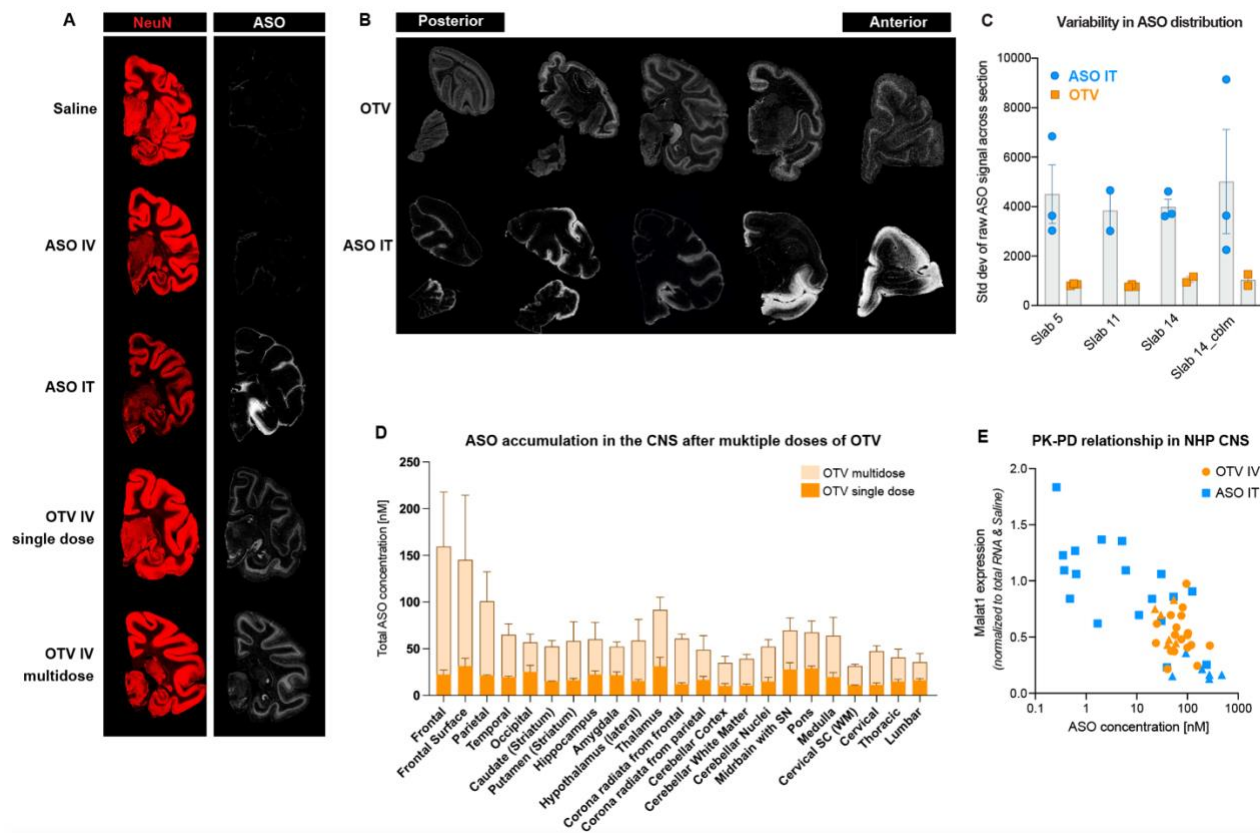 A
NeuN
ASO
Saline
ASO IV
ASO IT
OTV IV
single dose
OTV IV
multidose
B
Posterior
Anterior
OTV
ASO IT
C
Variability in ASO distribution
Std dev of raw ASO signal across section
10000
8000
6000
4000
2000
0
ASO IT
OTV
Slab 5
Slab 11
Slab 14
Slab 14_cblm
D
ASO accumulation in the CNS after muktiple doses of OTV
Total ASO concentration [nM]
250
200
150
100
50
0
OTV multidose
OTV single dose
Frontal
Frontal Surface
Parietal
Temporal
Occipital
Caudate (Striatum)
Putamen (Striatum)
Hippocampus
Amygdala
Hypothalamus (lateral)
Thalamus
Corona radiata from frontal
Corona radiata from parietal
Cerebellar Cortex
Cerebellar White Matter
Cerebellar Nuclei
Midrbain with SN
Pons
Medulla
Cervical SC (WM)
Cervical
Thoracic
Lumbar
E
PK-PD relationship in NHP CNS
Malat1 expression
(normalized to total RNA & Saline)
2.0
1.5
1.0
0.5
0.0
OTV IV
ASO IT
0.1
1
10
100
1000
ASO concentration [nM]